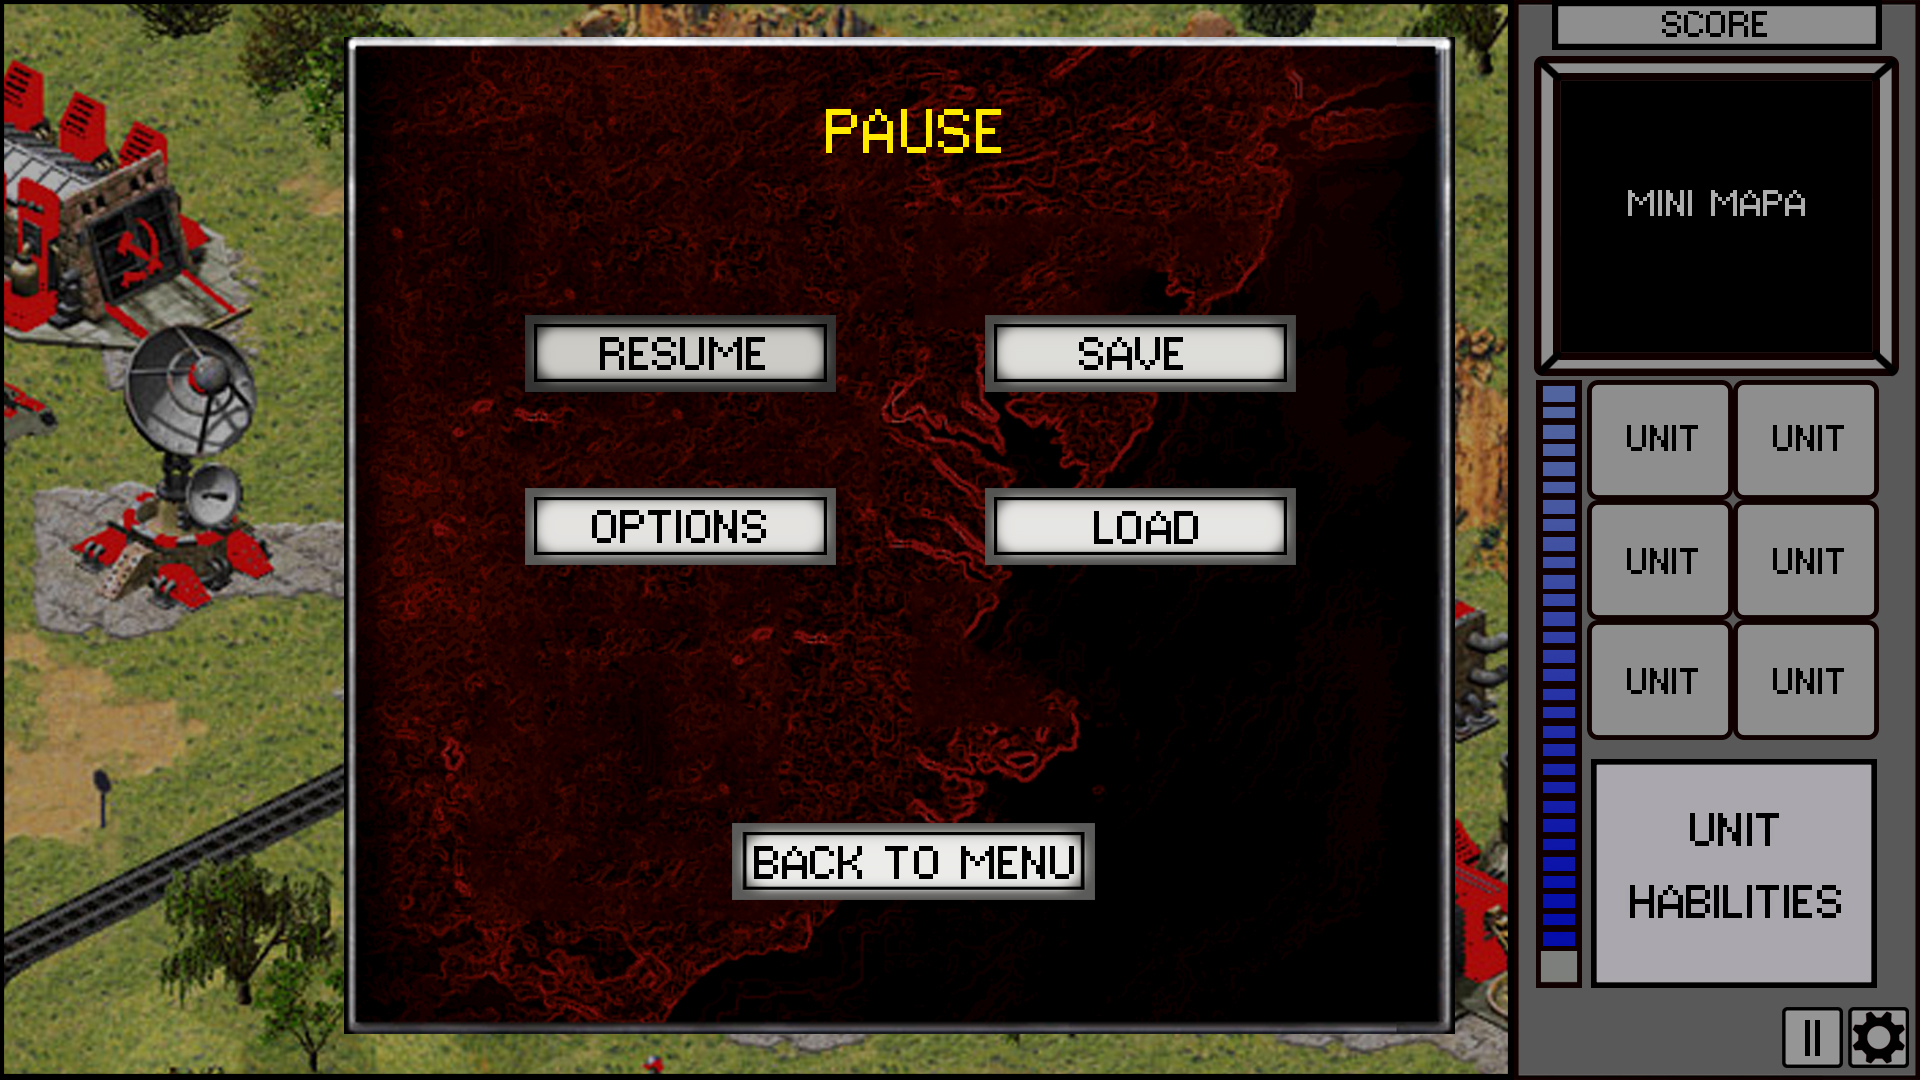 SCORE
PAUSE
MINI MAPA
RESUME
SAVE
UNIT
UNIT
OPTIONS
LOAD
UNIT
UNIT
UNIT
UNIT
UNIT
HABILITIES
BACK TO MENU